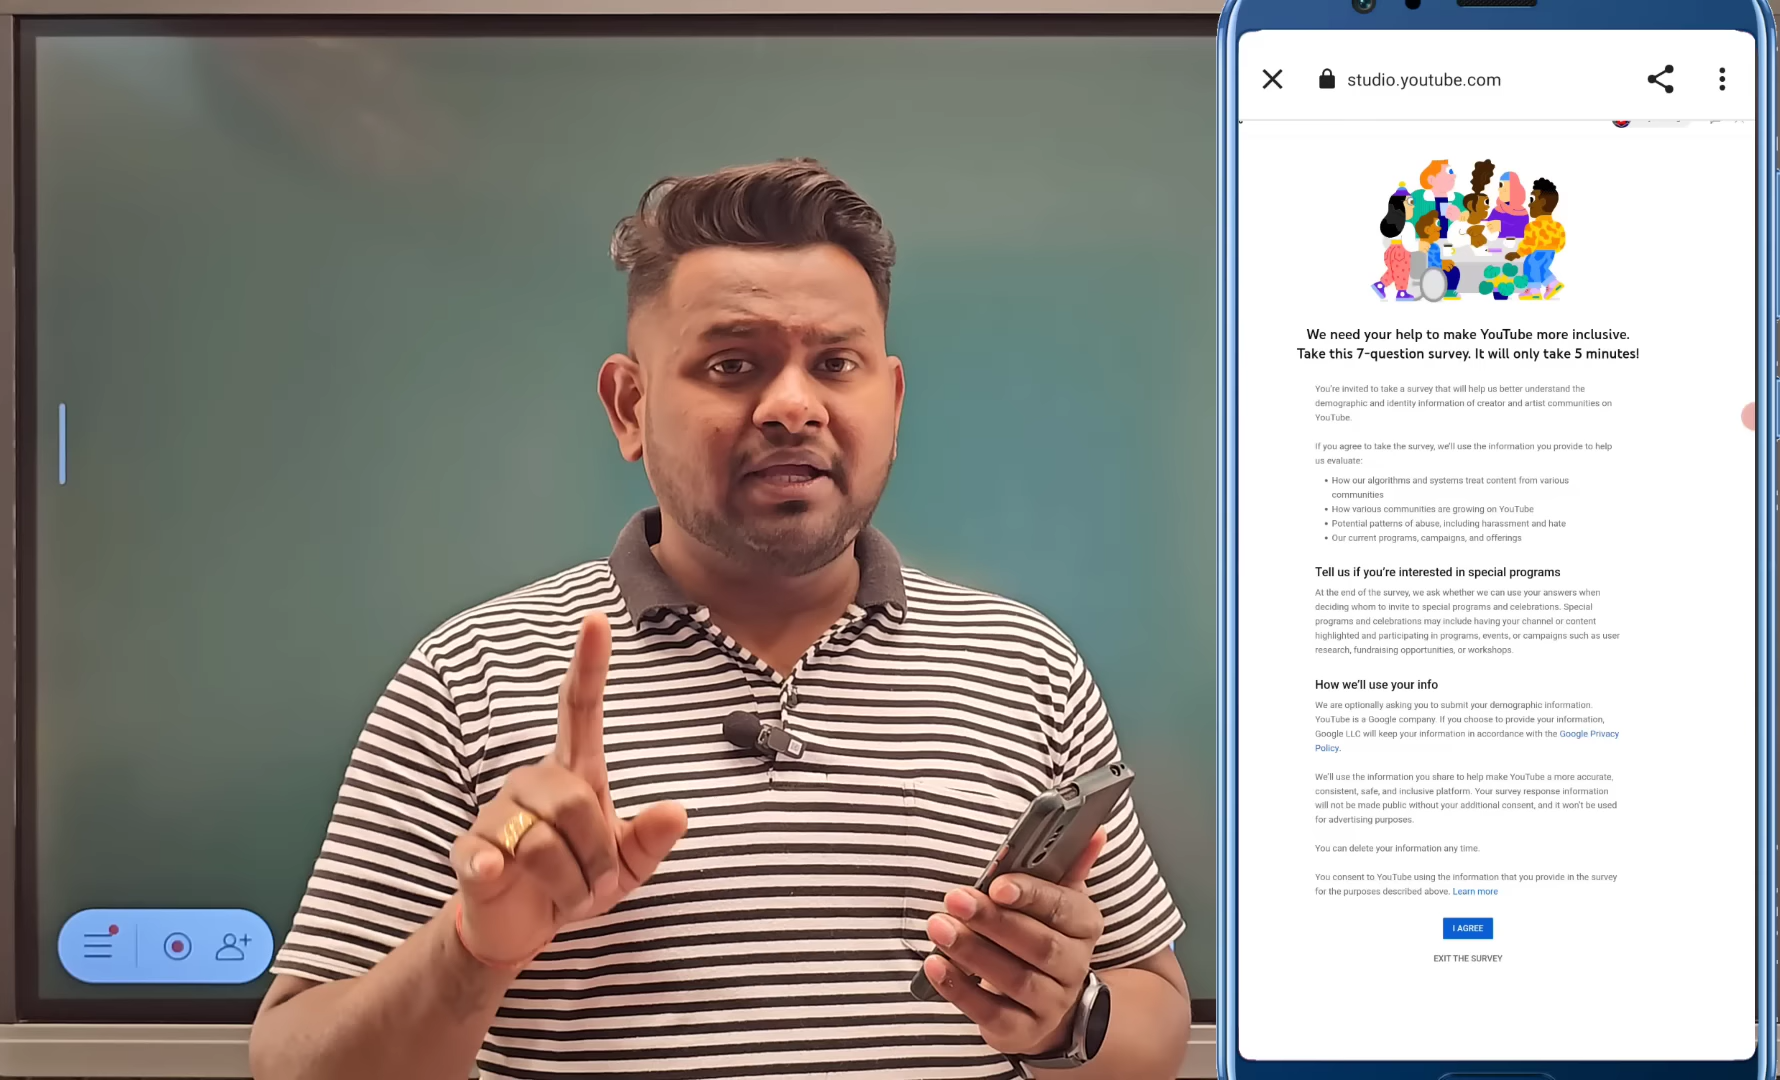 studio.youtube.com
We need your help to make YouTube more inclusive.
Take this 7-question survey. It will only take 5 minutes!
You're invited to take a survey that will help us better understand the
demographic and identity information of creator and artist communities on
YouTube.
If you agree to take the survey, we'll use the information you provide to help
us evaluate:
• How our algorithms and systems treat content from various
communities
• How various communities are growing on YouTube
• Potential patterns of abuse, including harassment and hate
• Our current programs, campaigns, and offerings
Tell us if you're interested in special programs
At the end of the survey, we ask whether we can use your answers when
deciding whom to invite to special programs and celebrations. Special
programs and celebrations may include having your channel or content
highlighted and participating in programs, events, or campaigns such as user
research, fundraising opportunities, or workshops.
How we'll use your info
We are optionally asking you to submit your demographic information.
YouTube is a Google company. If you choose to provide your information,
Google LLC will keep your information in accordance with the Google Privacy
Policy.
We'll use the information you share to help make YouTube a more accurate,
consistent, safe, and inclusive platform. Your survey response information
will not be made public without your additional consent, and it won't be used
for advertising purposes.
You can delete your information any time.
You consent to YouTube using the information that you provide in the survey
for the purposes described above. Learn more
I AGREE
EXIT THE SURVEY